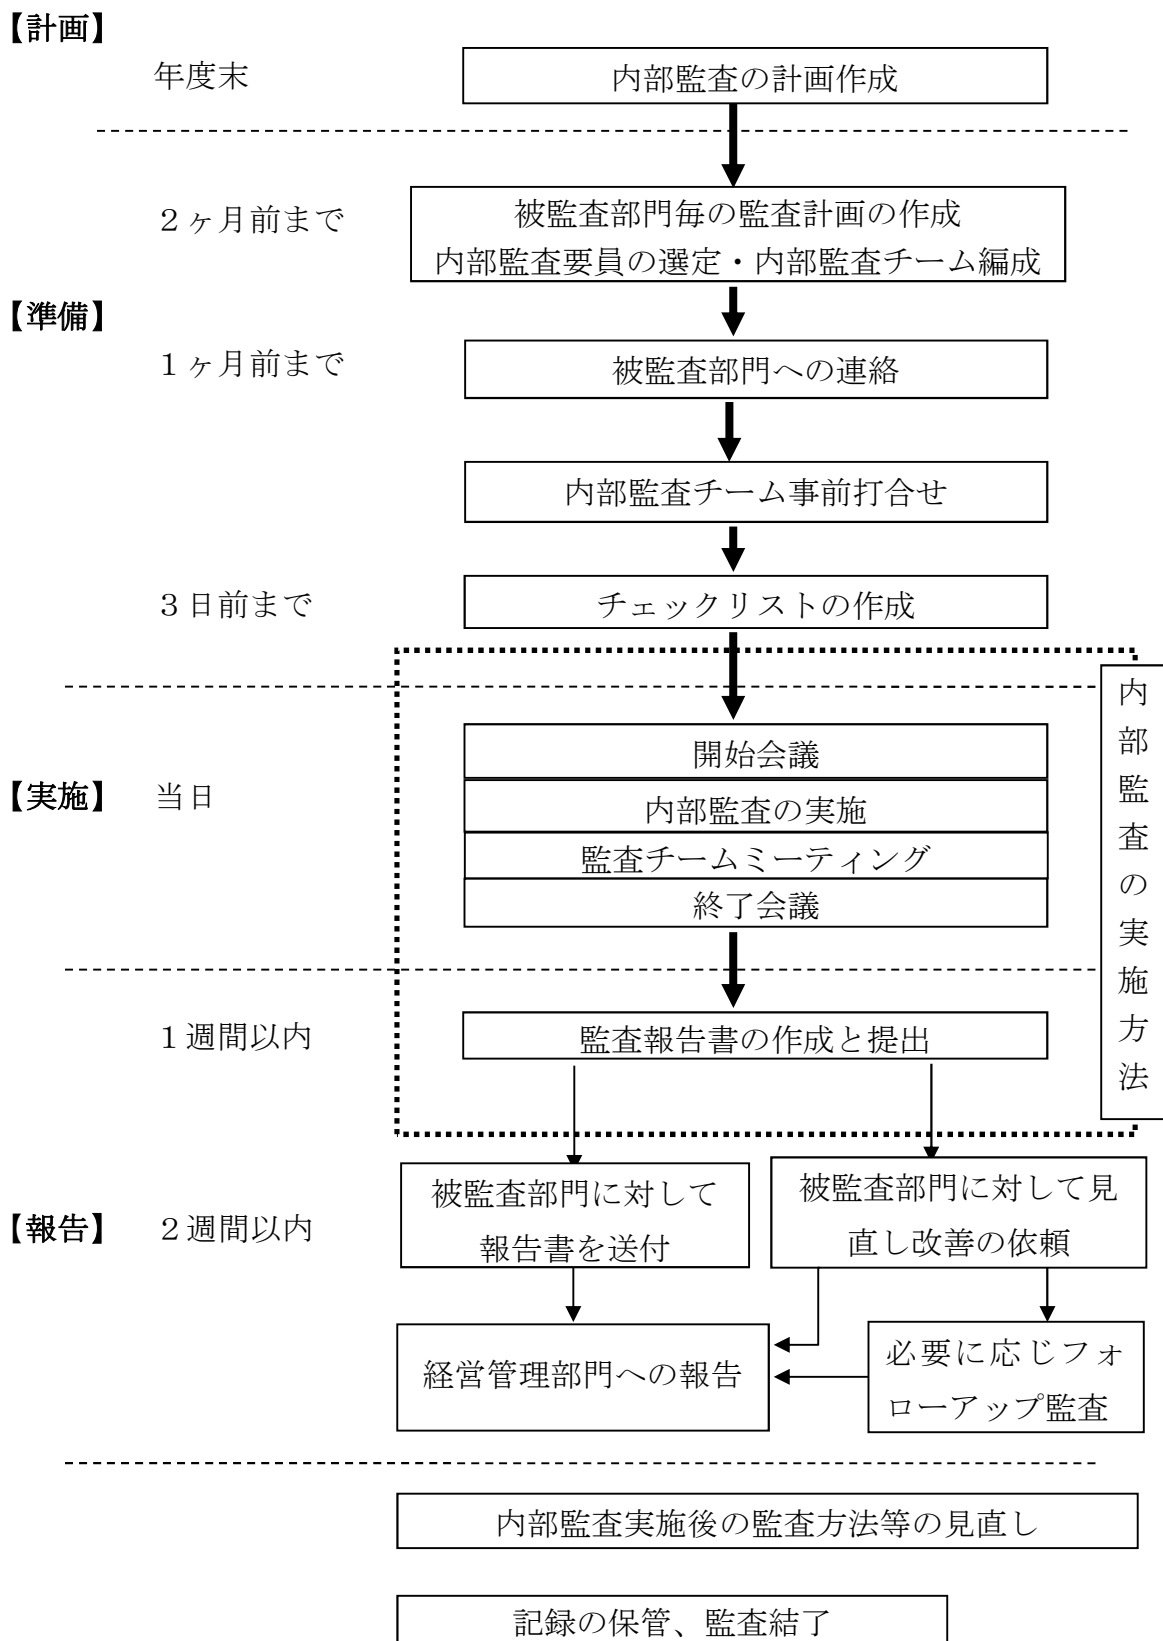 【計画】
年度末
内部監査の計画作成
２ヶ月前まで
被監査部門毎の監査計画の作成
内部監査要員の選定・内部監査チーム編成
【準備】
１ヶ月前まで
被監査部門への連絡
内部監査チーム事前打合せ
３日前まで
チェックリストの作成
内部監査の実施方法
開始会議
【実施】
当日
内部監査の実施
監査チームミーティング
終了会議
１週間以内
監査報告書の作成と提出
【報告】
２週間以内
被監査部門に対して
報告書を送付
被監査部門に対して見
直し改善の依頼
経営管理部門への報告
必要に応じフォ
ローアップ監査
内部監査実施後の監査方法等の見直し
記録の保管、監査結了